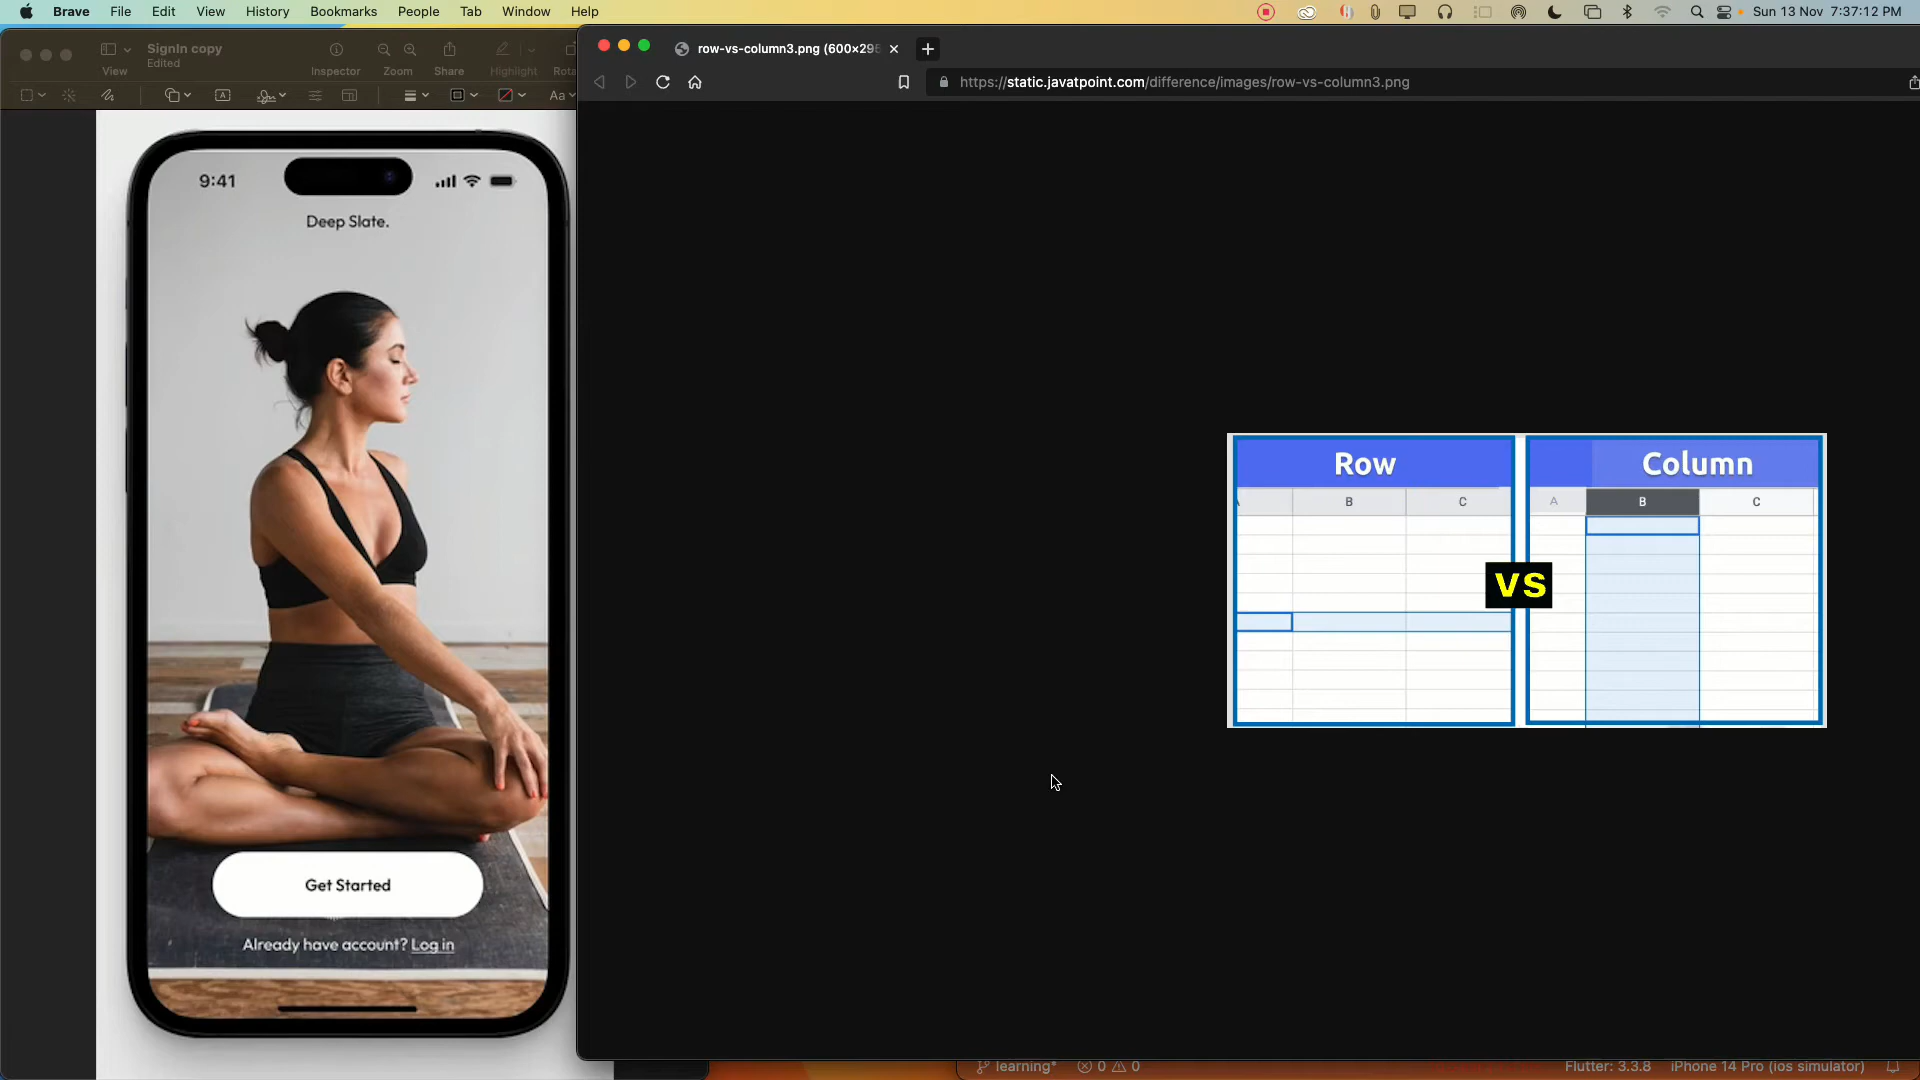 Brave File Edit View History Bookmarks People Tab Window Help
Sun 13 Nov 7:37:12 PM
SignIn copy
Edited
View
Inspector
Zoom
Share
Highlight
Rota
Aa
row-vs-column3.png (600×295
https://static.javatpoint.com/difference/images/row-vs-column3.png
9:41
Deep Slate.
Get Started
Already have account? Log in
Row
Column
B C
A B C
VS
learning* 0 0
Flutter: 3.3.8 iPhone 14 Pro (ios simulator)